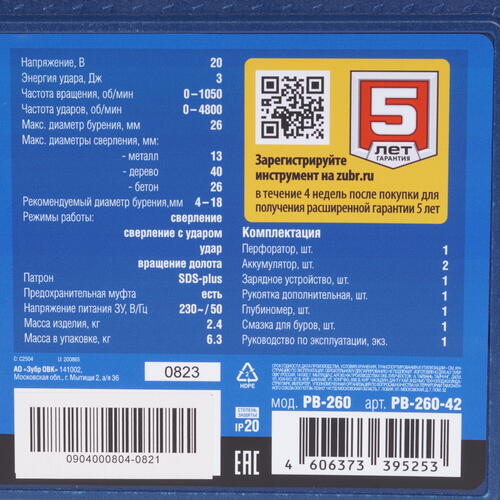 Напряжение, В 20
Энергия удара, Дж 3
Частота вращения, об/мин 0–1050
Частота ударов, об/мин 0–4800
Макс. диаметр бурения, мм 26
Макс. диаметры сверления, мм:
- металл 13
- дерево 40
- бетон 26
Рекомендуемый диаметр бурения,мм 4–18
Режимы работы: сверление
сверление с ударом
удар
вращение долота
Патрон SDS-plus
Предохранительная муфта есть
Напряжение питания ЗУ, В/Гц 230~/50
Масса изделия, кг 2.4
Масса в упаковке, кг 6.3
C: C2504 U: 200865
АО «Зубр ОВК» 141002,
Московская обл., г. Мытищи 2, а/я 36
0823
0904000804-0821
5
ЛЕТ
ГАРАНТИЯ
Зарегистрируйте
инструмент на zubr.ru
в течение 4 недель после покупки для
получения расширенной гарантии 5 лет
Комплектация
Перфоратор, шт. 1
Аккумулятор, шт. 2
Зарядное устройство, шт. 1
Рукоятка дополнительная, шт. 1
Глубиномер, шт. 1
Смазка для буров, шт. 1
Руководство по эксплуатации, экз. 1
2
HDPE
мод. РВ-260 арт. РВ-260-42
СТЕПЕНЬ
ЗАЩИТЫ
IP20
EAC
4 606373 395253